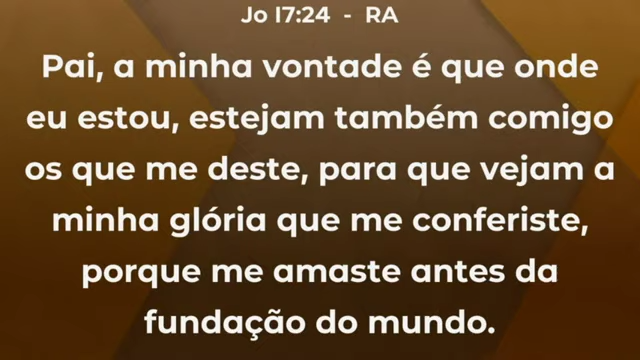 Jo 17:24 - RA
Pai, a minha vontade é que onde
eu estou, estejam também comigo
os que me deste, para que vejam a
minha glória que me conferiste,
porque me amaste antes da
fundação do mundo.